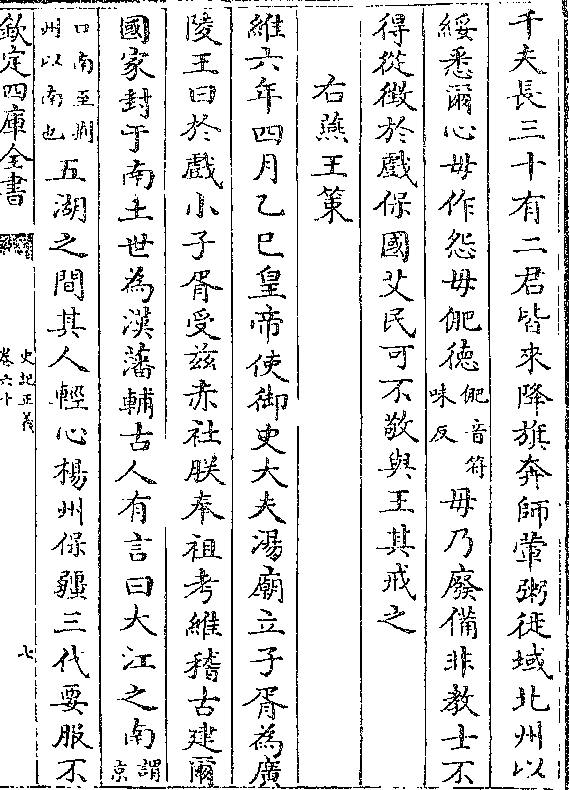 千夫長三十有二君皆來降旗奔師葷粥徙域北州以
綏悉爾心毋作怨毋俷徳俷音符味反毋乃廢備非教士不
得從徴於戲保國艾民可不敬與王其戒之
右燕王策
維六年四月乙巳皇帝使御史大夫湯廟立子胥為廣
陵王曰於戲小子胥受兹赤社朕奉祖考維稽古建爾
國家封于南土世為漢藩輔古人有言曰大江之南謂京
口南至荆州以南也五湖之間其人輕心楊州保疆三代要服不
欽定四庫全書
史記正義
卷六十
七